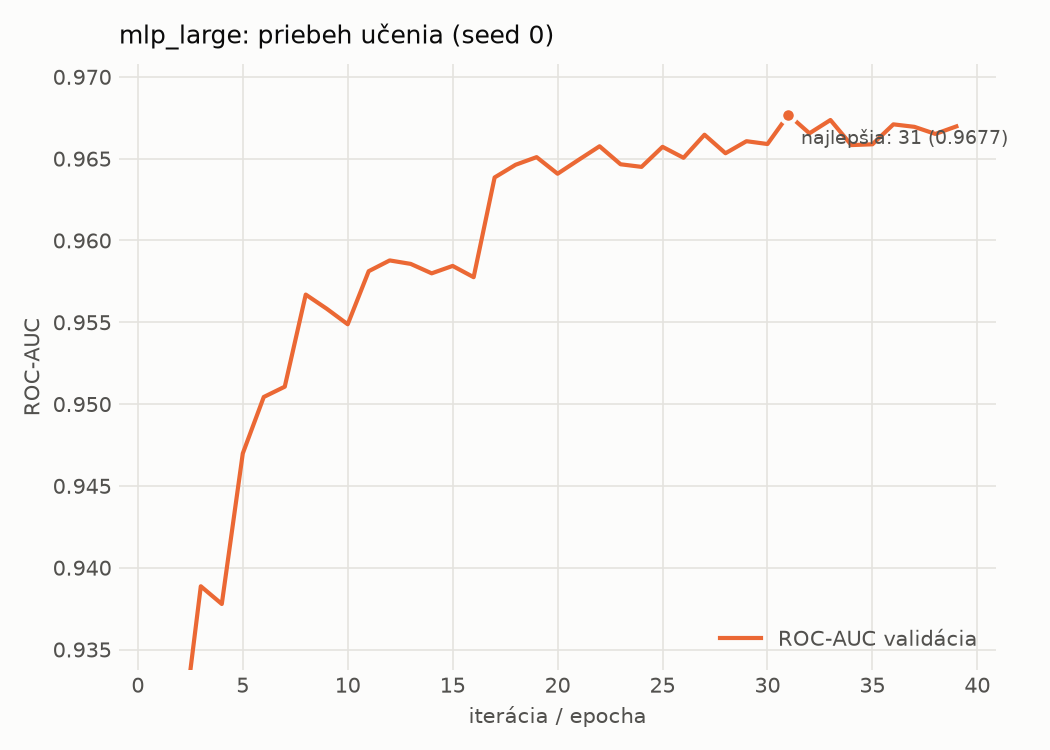 mlp_large: priebeh učenia (seed 0)
0.970
0.965
0.960
0.955
0.950
0.945
0.940
0.935
ROC-AUC
najlepšia: 31 (0.9677)
ROC-AUC validácia
0 5 10 15 20 25 30 35 40
iterácia / epocha